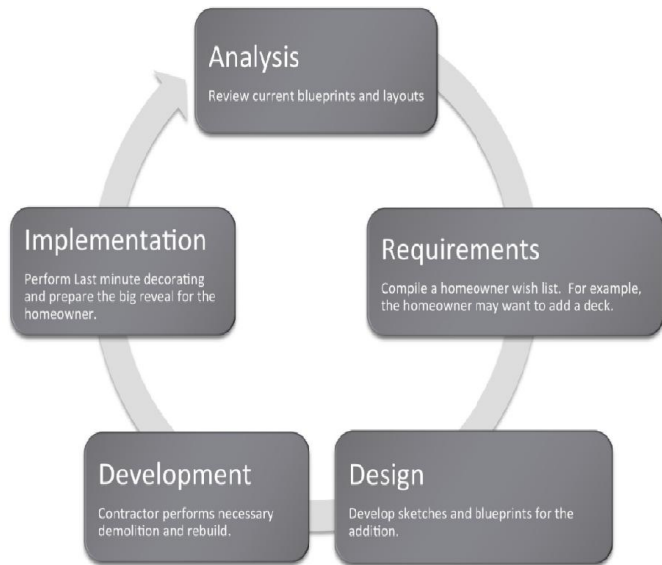 Analysis
Review current blueprints and layouts
Requirements
Compile a homeowner wish list. For example,
the homeowner may want to add a deck.
Design
Develop sketches and blueprints for the
addition.
Development
Contractor performs necessary
demolition and rebuild.
Implementation
Perform Last minute decorating
and prepare the big reveal for the
homeowner.